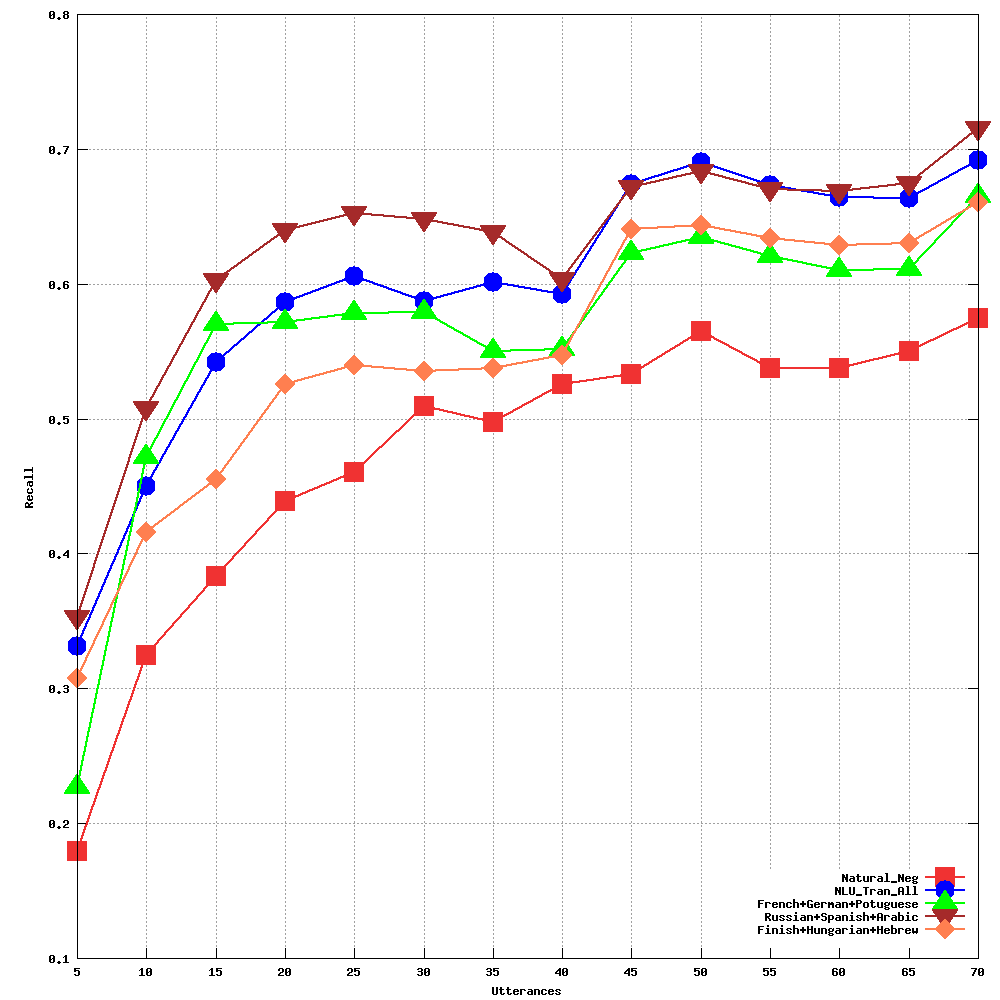 0.8
0.7
0.6
0.5
0.4
0.3
0.2
0.1
Recall
Natural_Neg
NLU_Tran_All
French+German+Potuguese
Russian+Spanish+Arabic
Finish+Hungarian+Hebrew
5 10 15 20 25 30 35 40 45 50 55 60 65 70
Utterances